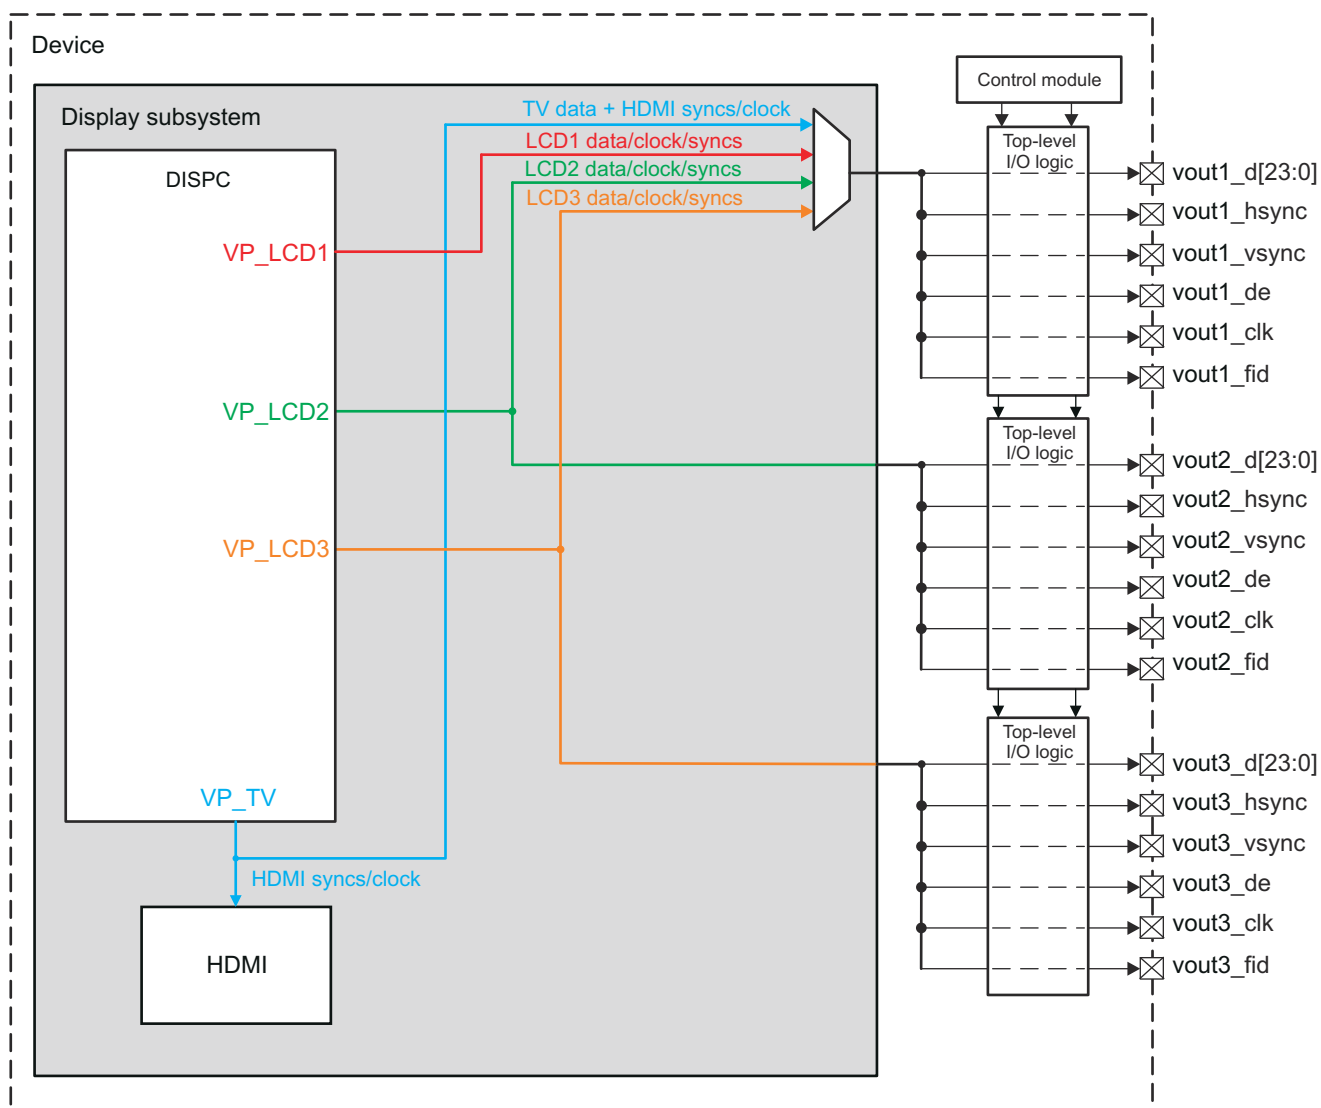 Device
Control module
Display subsystem
TV data + HDMI syncs/clock
LCD1 data/clock/syncs
LCD2 data/clock/syncs
LCD3 data/clock/syncs
DISPC
VP_LCD1
VP_LCD2
VP_LCD3
VP_TV
HDMI syncs/clock
HDMI
Top-level
I/O logic
vout1_d[23:0]
vout1_hsync
vout1_vsync
vout1_de
vout1_clk
vout1_fid
Top-level
I/O logic
vout2_d[23:0]
vout2_hsync
vout2_vsync
vout2_de
vout2_clk
vout2_fid
Top-level
I/O logic
vout3_d[23:0]
vout3_hsync
vout3_vsync
vout3_de
vout3_clk
vout3_fid